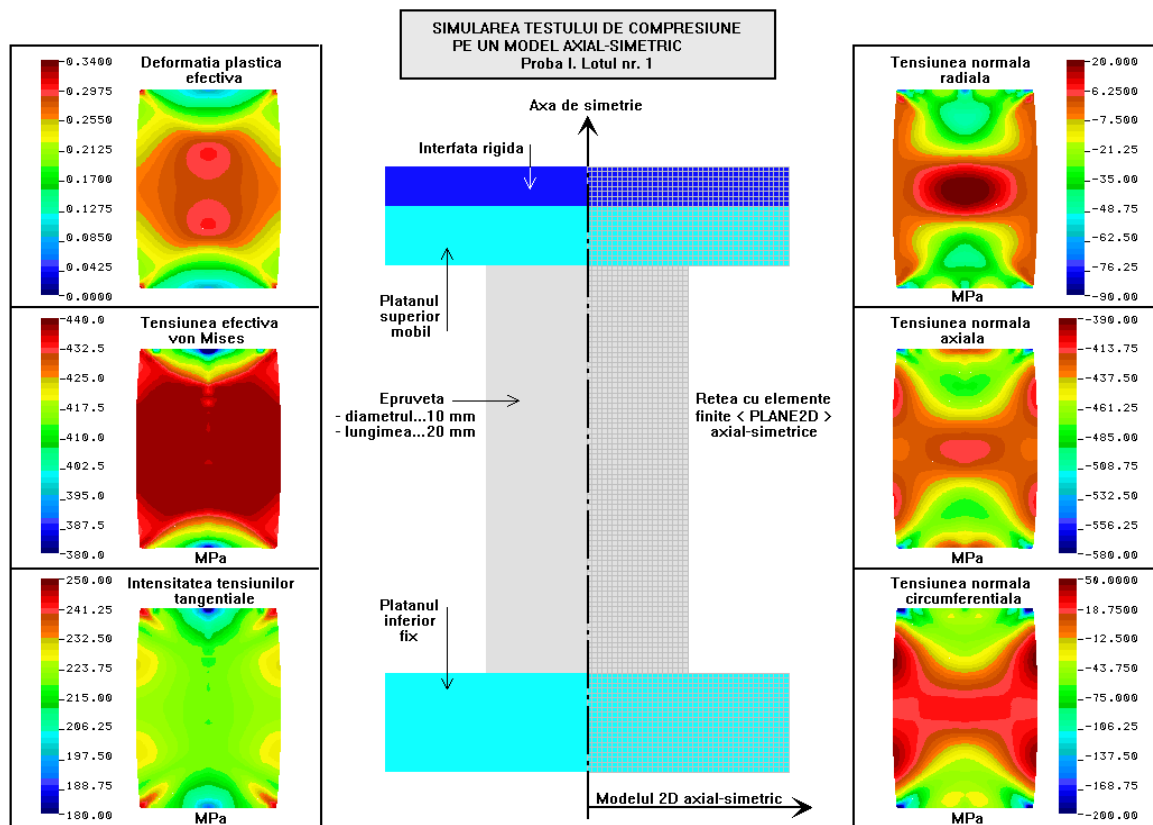 SIMULAREA TESTULUI DE COMPRESIUNE
PE UN MODEL AXIAL-SIMETRIC
Proba I. Lotul nr. 1
Deformatia plastica
efectiva
0.3400
0.2975
0.2550
0.2125
0.1700
0.1275
0.0850
0.0425
0.0000
Tensiunea efectiva
von Mises
440.0
432.5
425.0
417.5
410.0
402.5
395.0
387.5
380.0
MPa
Intensitatea tensiunilor
tangentiale
250.00
241.25
232.50
223.75
215.00
206.25
197.50
188.75
180.00
MPa
Axa de simetrie
Interfata rigida
Platanul
superior
mobil
Epruveta
- diametrul...10 mm
- lungimea...20 mm
Retea cu elemente
finite < PLANE2D >
axial-simetrice
Platanul
inferior
fix
Modelul 2D axial-simetric
Tensiunea normala
radiala
20.000
6.2500
-7.500
-21.25
-35.00
-48.75
-62.50
-76.25
-90.00
MPa
Tensiunea normala
axiala
-390.00
-413.75
-437.50
-461.25
-485.00
-508.75
-532.50
-556.25
-580.00
MPa
Tensiunea normala
circumferentiala
50.0000
18.7500
-12.500
-43.750
-75.000
-106.25
-137.50
-168.75
-200.00
MPa